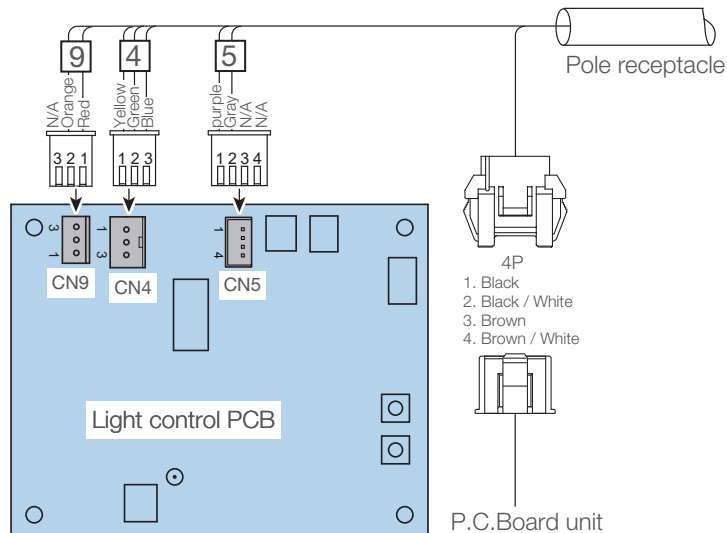 9
4
5
Pole receptacle
N/A
Orange
Red
Yellow
Green
Blue
purple
Gray
N/A
N/A
3 2 1
1 2 3
1 2 3 4
3
1
1
3
1
4
CN9
CN4
CN5
4P
1. Black
2. Black / White
3. Brown
4. Brown / White
Light control PCB
P.C.Board unit